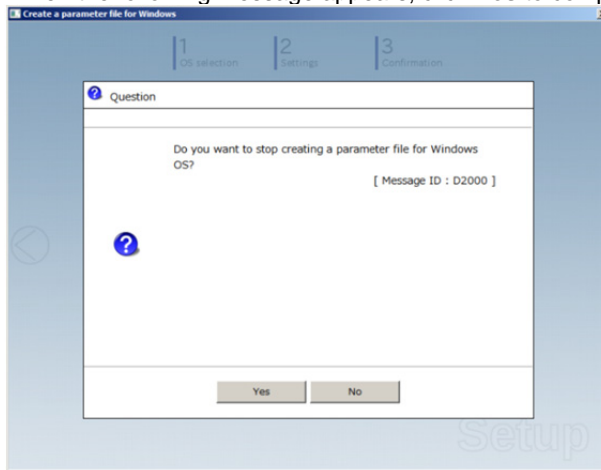 Create a parameter file for Windows
1 2 3
OS selection Settings Confirmation
Question
Do you want to stop creating a parameter file for Windows
OS?
[ Message ID : D2000 ]
Yes No
Setup